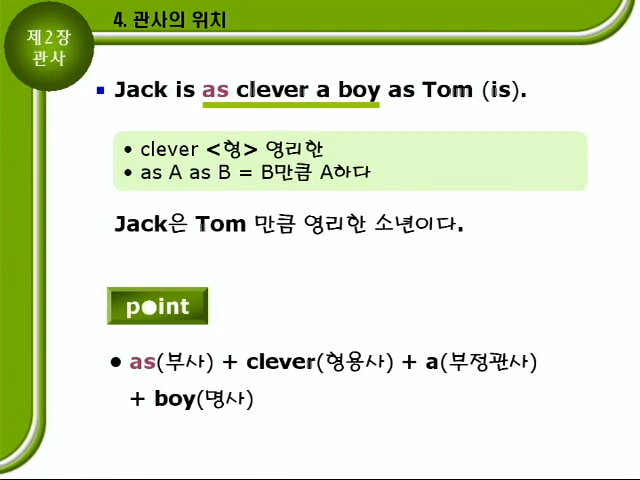 제2장
관사
4. 관사의 위치
Jack is as clever a boy as Tom (is).
• clever <형> 영리한
• as A as B = B만큼 A하다
Jack은 Tom 만큼 영리한 소년이다.
point
● as(부사) + clever(형용사) + a(부정관사)
+ boy(명사)